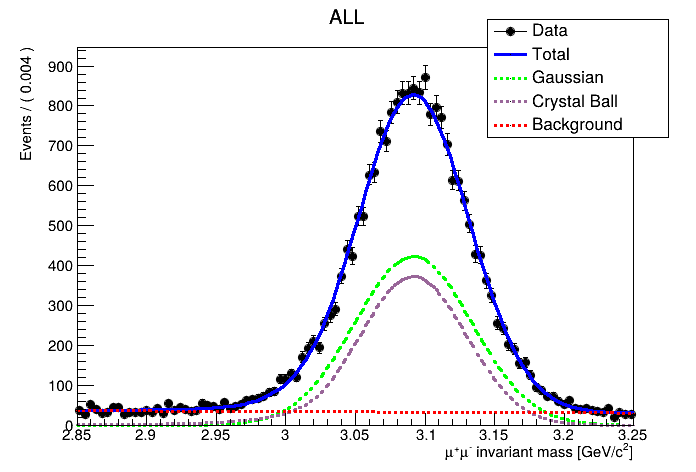 ALL
Data
Total
Gaussian
Crystal Ball
Background
Events / ( 0.004 )
900
800
700
600
500
400
300
200
100
0
2.85 2.9 2.95 3 3.05 3.1 3.15 3.2 3.25
μ⁺μ⁻ invariant mass [GeV/c²]